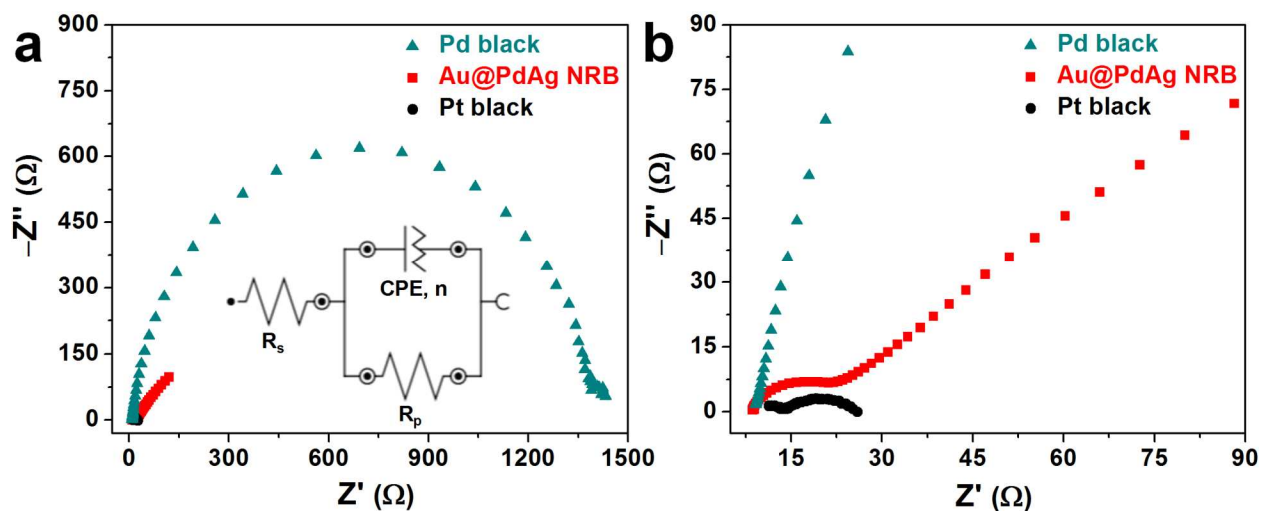 a
Pd black
Au@PdAg NRB
Pt black
900
750
600
450
300
150
0
−Z'' (Ω)
CPE, n
Rₛ
Rₚ
0 300 600 900 1200 1500
Z' (Ω)
b
Pd black
Au@PdAg NRB
Pt black
90
75
60
45
30
15
0
−Z'' (Ω)
15 30 45 60 75 90
Z' (Ω)